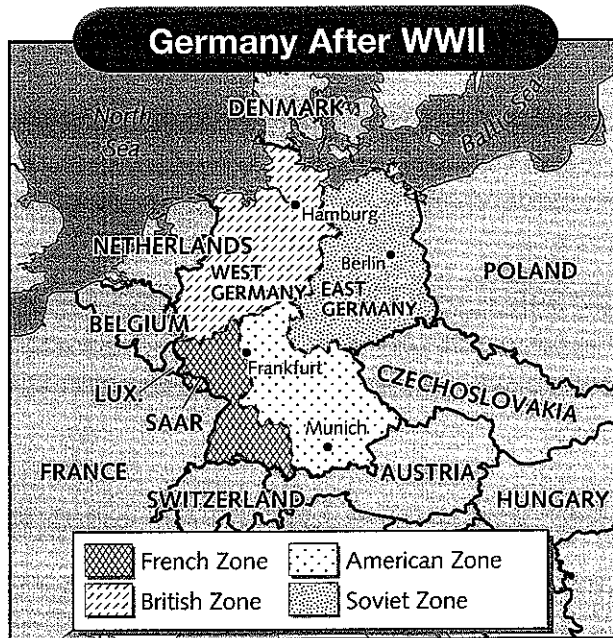 Germany After WWII
DENMARK
North
Sea
Baltic Sea
Hamburg
NETHERLANDS
WEST
GERMANY
Berlin
EAST
GERMANY
POLAND
BELGIUM
Frankfurt
LUX
SAAR
CZECHOSLOVAKIA
Munich
FRANCE
AUSTRIA
SWITZERLAND
HUNGARY
French Zone
American Zone
British Zone
Soviet Zone